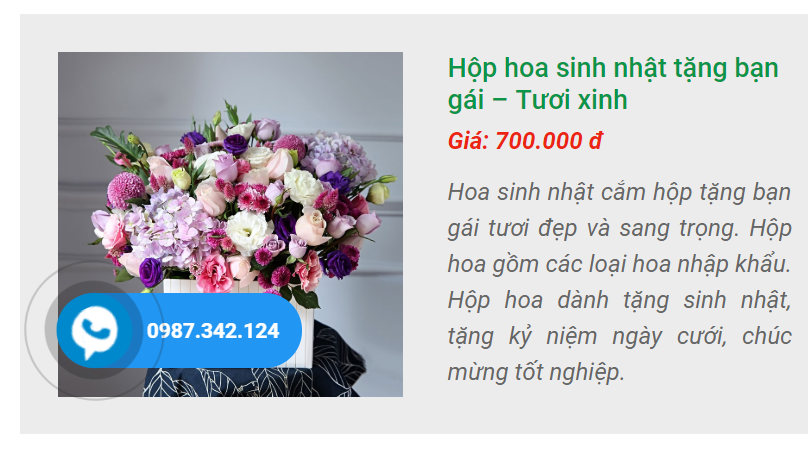 Hộp hoa sinh nhật tặng bạn
gái – Tươi xinh
Giá: 700.000 đ
Hoa sinh nhật cắm hộp tặng bạn
gái tươi đẹp và sang trọng. Hộp
hoa gồm các loại hoa nhập khẩu.
Hộp hoa dành tặng sinh nhật,
tặng kỷ niệm ngày cưới, chúc
mừng tốt nghiệp.
0987.342.124